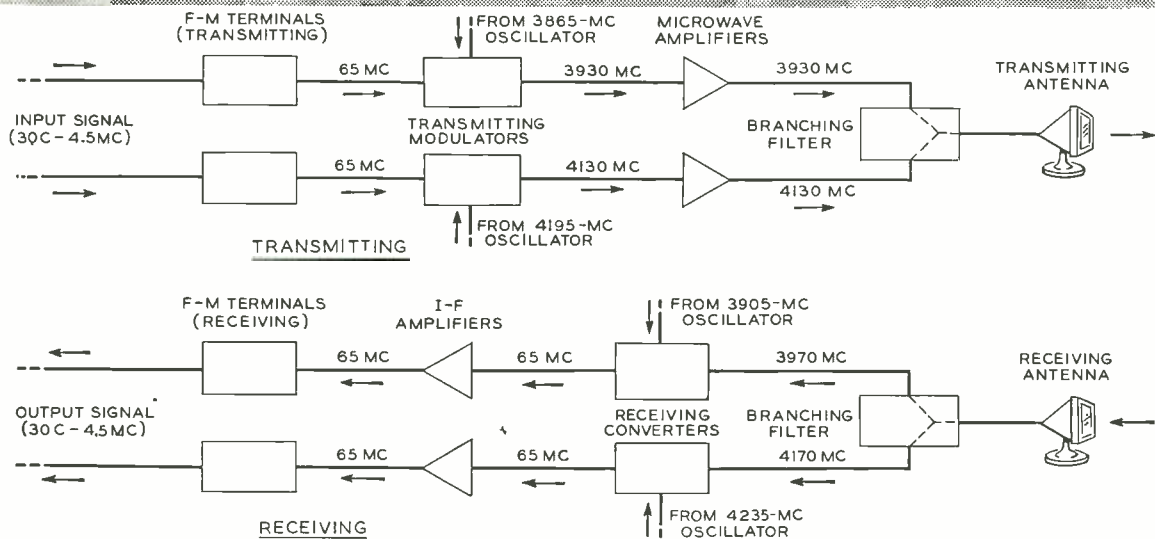 F-M TERMINALS
(TRANSMITTING)
FROM 3865-MC
OSCILLATOR
MICROWAVE
AMPLIFIERS
65 MC
3930 MC
3930 MC
TRANSMITTING
ANTENNA
INPUT SIGNAL
(30C-4.5MC)
TRANSMITTING
MODULATORS
BRANCHING
FILTER
65 MC
4130 MC
4130 MC
FROM 4195-MC
OSCILLATOR
TRANSMITTING
F-M TERMINALS
(RECEIVING)
I-F
AMPLIFIERS
FROM 3905-MC
OSCILLATOR
65 MC
65 MC
3970 MC
RECEIVING
ANTENNA
OUTPUT SIGNAL
(30C-4.5MC)
RECEIVING
CONVERTERS
BRANCHING
FILTER
65 MC
65 MC
4170 MC
FROM 4235-MC
OSCILLATOR
RECEIVING